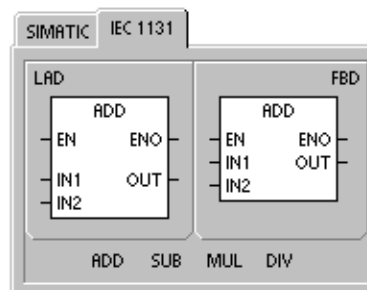 SIMATIC IEC 1131
LAD FBD
ADD ADD
EN ENO EN ENO
IN1 OUT IN1 OUT
IN2 IN2
ADD SUB MUL DIV